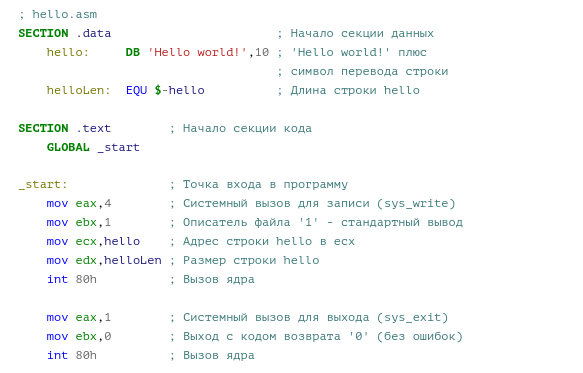 ; hello.asm
SECTION .data                       ; Начало секции данных
    hello:     DB 'Hello world!',10 ; 'Hello world!' плюс
                                    ; символ перевода строки
    helloLen:  EQU $-hello          ; Длина строки hello

SECTION .text        ; Начало секции кода
    GLOBAL _start

_start:              ; Точка входа в программу
    mov eax,4        ; Системный вызов для записи (sys_write)
    mov ebx,1        ; Описатель файла '1' - стандартный вывод
    mov ecx,hello    ; Адрес строки hello в ecx
    mov edx,helloLen ; Размер строки hello
    int 80h          ; Вызов ядра

    mov eax,1        ; Системный вызов для выхода (sys_exit)
    mov ebx,0        ; Выход с кодом возврата '0' (без ошибок)
    int 80h          ; Вызов ядра